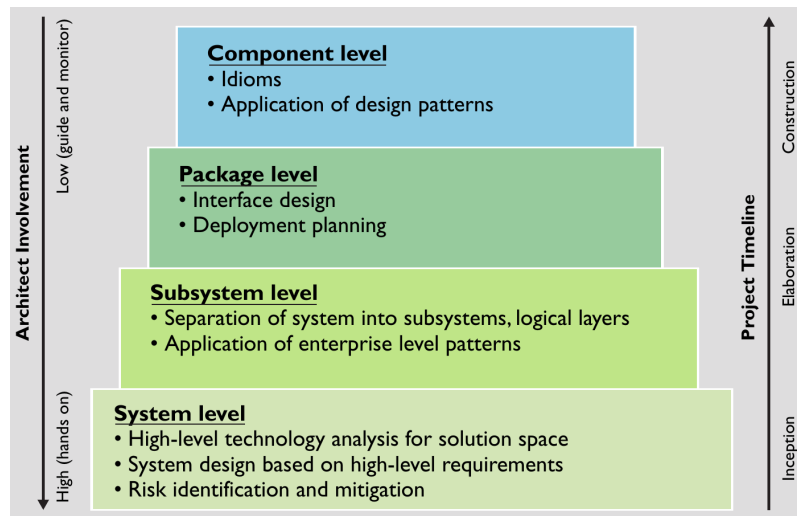 Component level
• Idioms
• Application of design patterns
Package level
• Interface design
• Deployment planning
Subsystem level
• Separation of system into subsystems, logical layers
• Application of enterprise level patterns
System level
• High-level technology analysis for solution space
• System design based on high-level requirements
• Risk identification and mitigation
Architect Involvement
Low (guide and monitor)
High (hands on)
Project Timeline
Construction
Elaboration
Inception